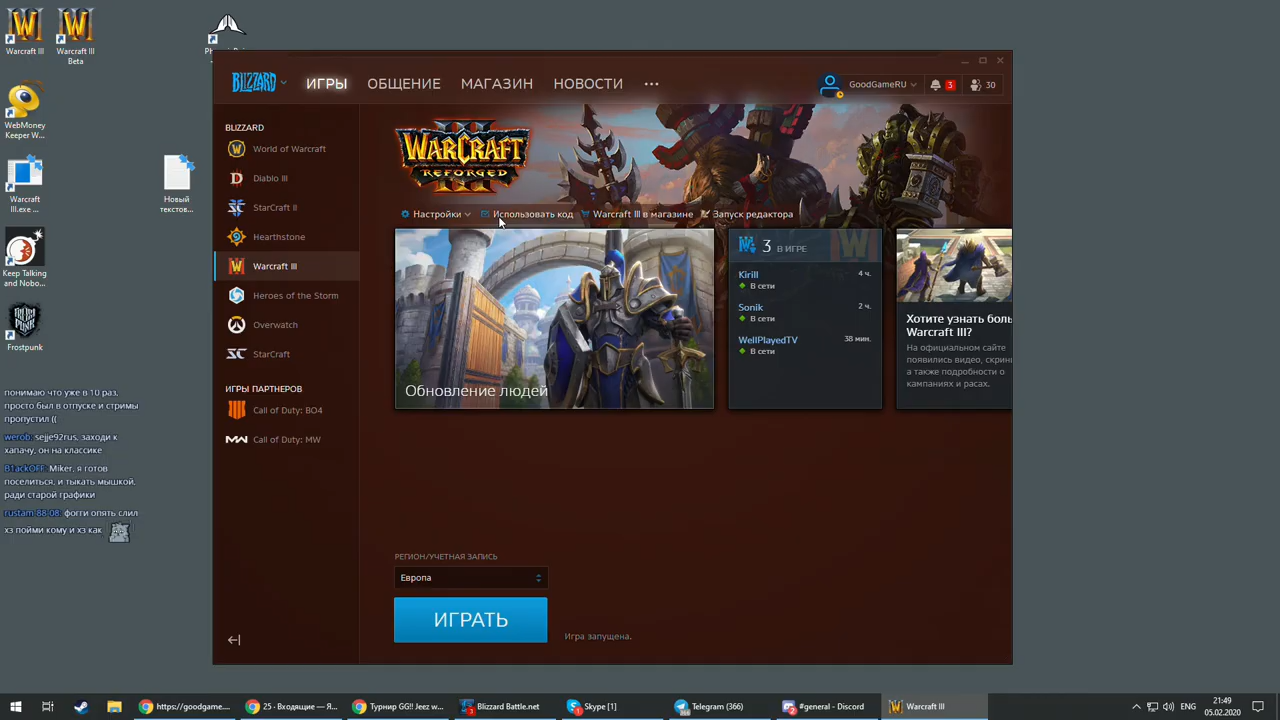 Warcraft III
Warcraft III
Beta
WebMoney
Keeper W...
Warcraft
III.exe ...
Новый
текстов...
Keep Talking
and Nobo...
Frostpunk
понимаю что уже в 10 раз,
просто был в отпуске и стримы
пропустил ((
werob: sejje92rus, заходи к
хапачу, он на классике
B1ackOFF: Miker, я готов
поселиться, и тыкать мышкой,
ради старой графики
rustam-88-08: фогги опять слил
хз пойми кому и хз как
BLIZZARD
ИГРЫ
ОБЩЕНИЕ
МАГАЗИН
НОВОСТИ
GoodGameRU
3
30
BLIZZARD
World of Warcraft
Diablo III
StarCraft II
Hearthstone
Warcraft III
Heroes of the Storm
Overwatch
StarCraft
ИГРЫ ПАРТНЕРОВ
Call of Duty: BO4
Call of Duty: MW
WARCRAFT
III
REFORGED
Настройки
Использовать код
Warcraft III в магазине
Запуск редактора
Обновление людей
3 В ИГРЕ
Kirill 4 ч.
В сети
Sonik 2 ч.
В сети
WellPlayedTV 38 мин.
В сети
Хотите узнать боль
Warcraft III?
На официальном сайте
появились видео, скрин
а также подробности о
кампаниях и расах.
РЕГИОН/УЧЕТНАЯ ЗАПИСЬ
Европа
ИГРАТЬ
Игра запущена.
https://goodgame....
25 · Входящие — Я...
Турнир GG!! Jeez w...
Blizzard Battle.net
Skype [1]
Telegram (366)
#general - Discord
Warcraft III
ENG
21:49
05.02.2020